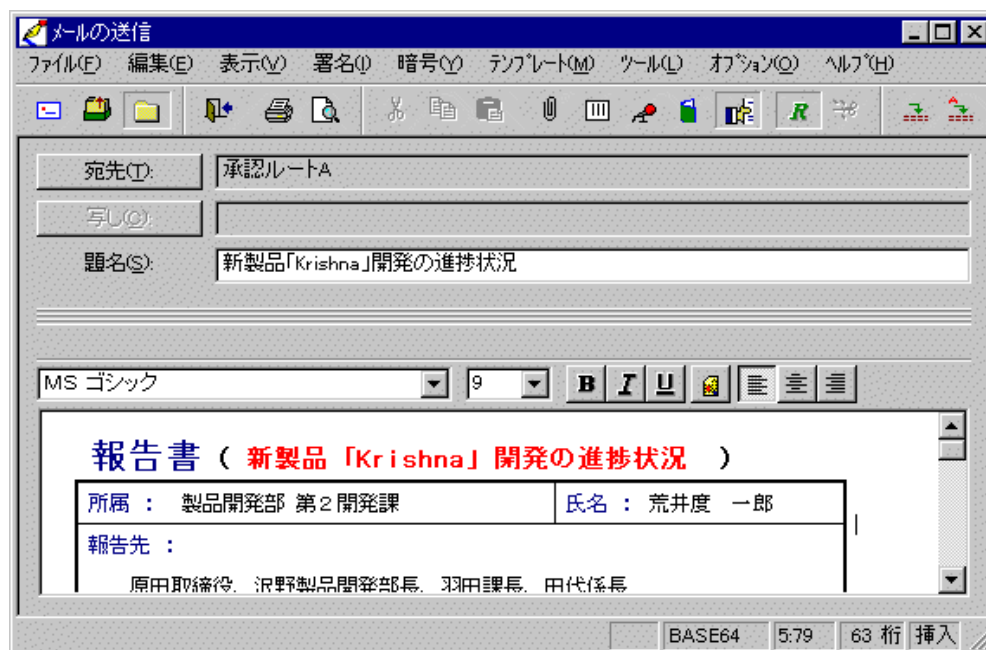 メールの送信
ファイル(F) 編集(E) 表示(V) 署名(I) 暗号(Y) テンプレート(M) ツール(L) オプション(O) ヘルプ(H)
宛先(T): 承認ルートA
写し(C):
題名(S): 新製品「Krishna」開発の進捗状況
MS ゴシック 9 B I U
報告書 ( 新製品「Krishna」開発の進捗状況 )
所属 : 製品開発部 第2開発課 氏名 : 荒井度 一郎
報告先 :
原田取締役, 沢野製品開発部長, 羽田課長, 田代係長
BASE64 5:79 63 桁 挿入